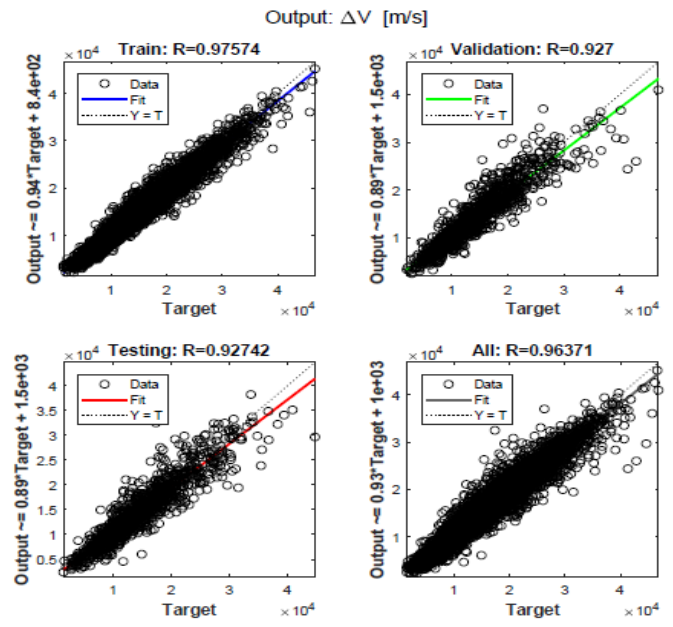 Output: ΔV [m/s]
Train: R=0.97574
× 10^4
Output ~= 0.94*Target + 8.4e+02
4
3
2
1
Data
Fit
Y = T
1
2
3
4
Target
× 10^4
Validation: R=0.927
× 10^4
Output ~= 0.89*Target + 1.5e+03
4
3
2
1
Data
Fit
Y = T
1
2
3
4
Target
× 10^4
Testing: R=0.92742
× 10^4
Output ~= 0.89*Target + 1.5e+03
4
3.5
3
2.5
2
1.5
1
0.5
Data
Fit
Y = T
1
2
3
4
Target
× 10^4
All: R=0.96371
× 10^4
Output ~= 0.93*Target + 1e+03
4
3
2
1
Data
Fit
Y = T
1
2
3
4
Target
× 10^4